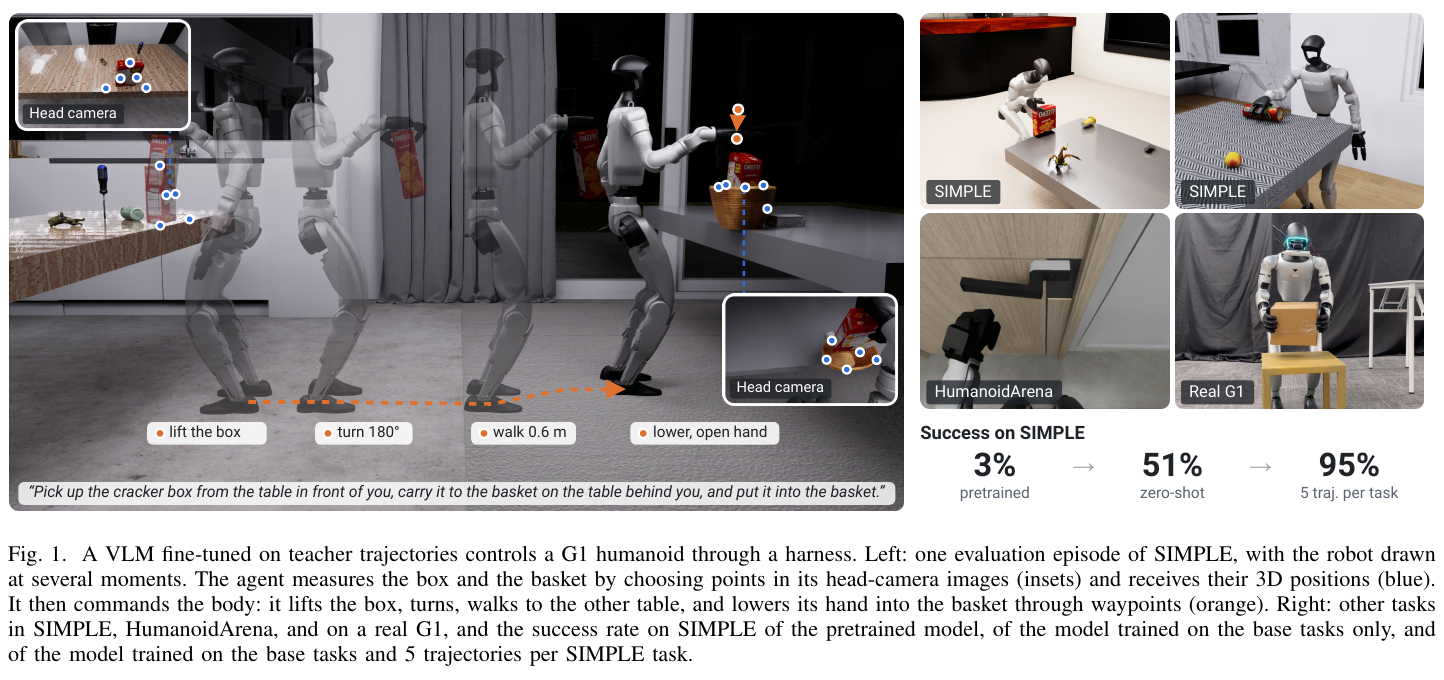 Head camera
CHEEZ-IT
Head camera
lift the box
turn 180°
walk 0.6 m
lower, open hand
“Pick up the cracker box from the table in front of you, carry it to the basket on the table behind you, and put it into the basket.”
SIMPLE
SIMPLE
HumanoidArena
Real G1
Success on SIMPLE
3% → 51% → 95%
pretrained zero-shot 5 traj. per task
Fig. 1. A VLM fine-tuned on teacher trajectories controls a G1 humanoid through a harness. Left: one evaluation episode of SIMPLE, with the robot drawn
at several moments. The agent measures the box and the basket by choosing points in its head-camera images (insets) and receives their 3D positions (blue).
It then commands the body: it lifts the box, turns, walks to the other table, and lowers its hand into the basket through waypoints (orange). Right: other tasks
in SIMPLE, HumanoidArena, and on a real G1, and the success rate on SIMPLE of the pretrained model, of the model trained on the base tasks only, and
of the model trained on the base tasks and 5 trajectories per SIMPLE task.